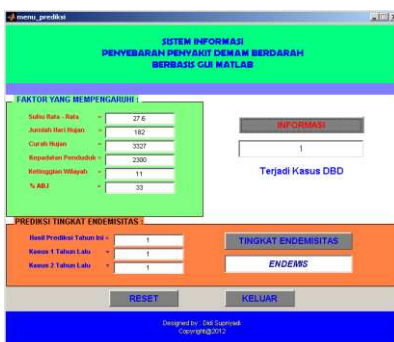 menu_prediksi
SISTEM INFORMASI
PENYEBARAN PENYAKIT DEMAM BERDARAH
BERBASIS GUI MATLAB
FAKTOR YANG MEMPENGARUHI :
Suhu Rata - Rata = 27.6
Jumlah Hari Hujan = 182
Curah Hujan = 3327
Kepadatan Penduduk = 2300
Ketinggian Wilayah = 11
% ABJ = 33
INFORMASI
1
Terjadi Kasus DBD
PREDIKSI TINGKAT ENDEMISITAS :
Hasil Prediksi Tahun Ini = 1
Kasus 1 Tahun Lalu = 1
Kasus 2 Tahun Lalu = 1
TINGKAT ENDEMISITAS
ENDEMIS
RESET
KELUAR
Designed by : Didi Supriyadi
Copyright@2012